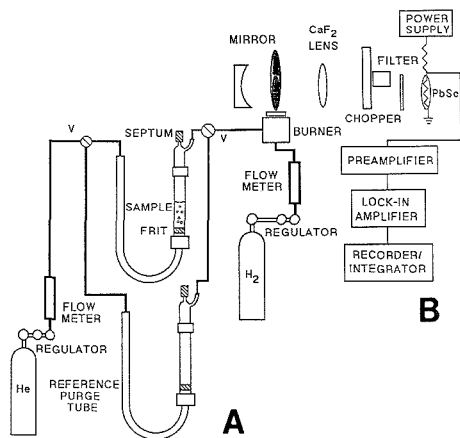 A
POWER
SUPPLY
CaF2
LENS
MIRROR
FILTER
PbSe
CHOPPER
SEPTUM
V
V
BURNER
PREAMPLIFIER
FLOW
METER
LOCK-IN
AMPLIFIER
SAMPLE
FRIT
REGULATOR
RECORDER/
INTEGRATOR
H2
B
FLOW
METER
REGULATOR
He
REFERENCE
PURGE
TUBE
A